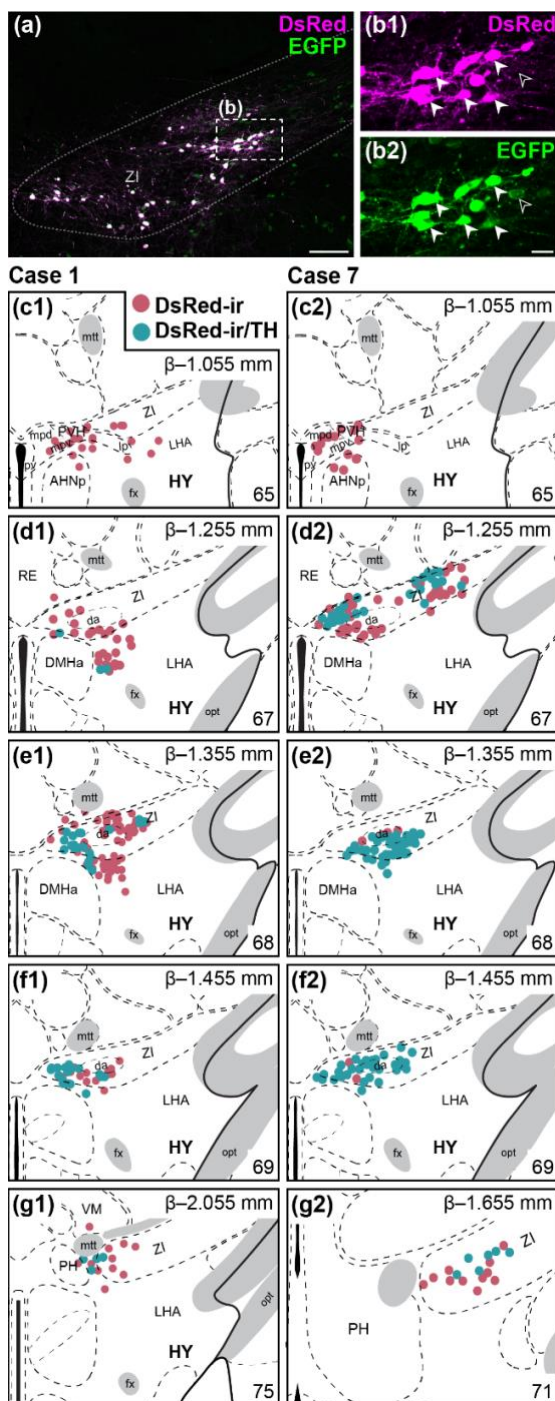 (a)
DsRed
EGFP
(b)
ZI
(b1)
DsRed
(b2)
EGFP
Case 1
Case 7
(c1)
DsRed-ir
DsRed-ir/TH
mtt
β–1.055 mm
ZI
mpd
PVH
mpv
lp
LHA
pv
AHNp
fx
HY
65
(c2)
mtt
β–1.055 mm
ZI
mpd
PVH
mpv
lp
LHA
pv
AHNp
fx
HY
65
(d1)
β–1.255 mm
RE
mtt
ZI
da
DMHa
LHA
fx
HY
opt
67
(d2)
β–1.255 mm
RE
mtt
ZI
da
DMHa
LHA
fx
HY
opt
67
(e1)
β–1.355 mm
mtt
ZI
da
DMHa
LHA
fx
HY
opt
68
(e2)
β–1.355 mm
mtt
ZI
da
DMHa
LHA
fx
HY
opt
68
(f1)
β–1.455 mm
mtt
ZI
da
LHA
fx
HY
opt
69
(f2)
β–1.455 mm
mtt
ZI
da
LHA
fx
HY
opt
69
(g1)
β–2.055 mm
VM
mtt
ZI
PH
LHA
opt
HY
fx
75
(g2)
β–1.655 mm
ZI
PH
71